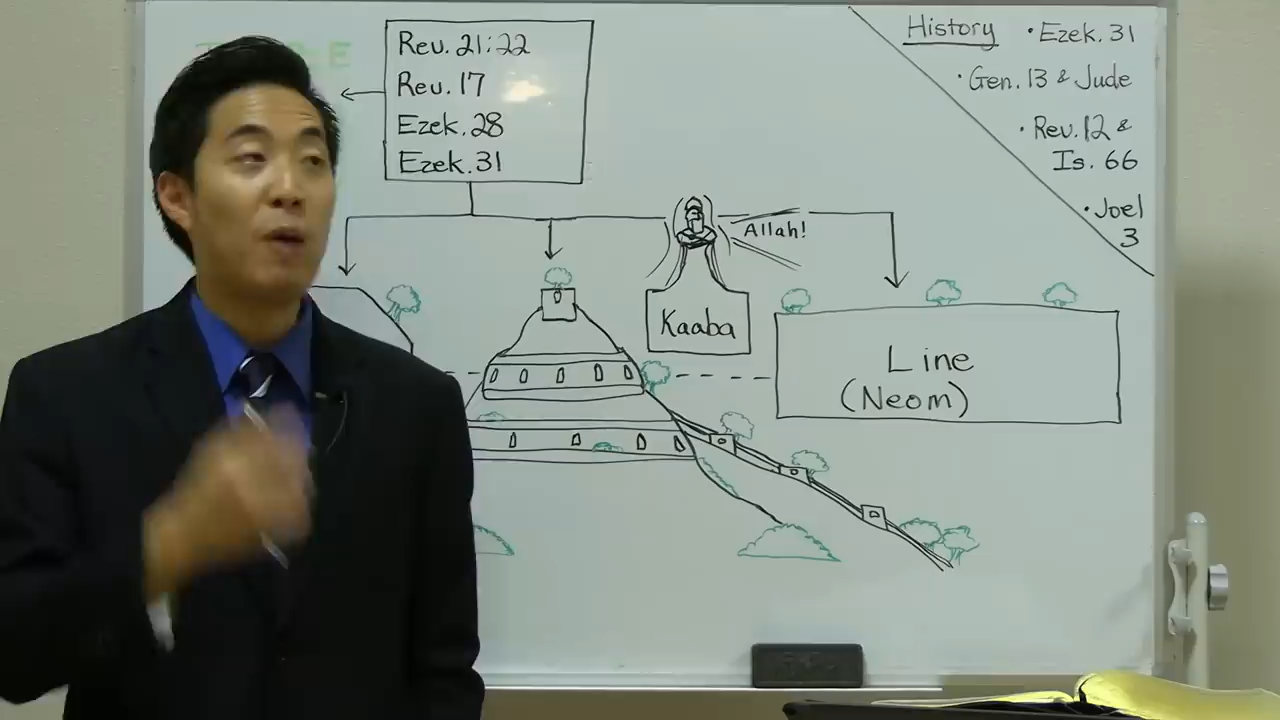 Rev. 21:22
Rev. 17
Ezek. 28
Ezek. 31
History
• Ezek. 31
• Gen. 13 & Jude
• Rev. 12 &
Is. 66
• Joel
3
Allah!
Kaaba
Line
(Neom)